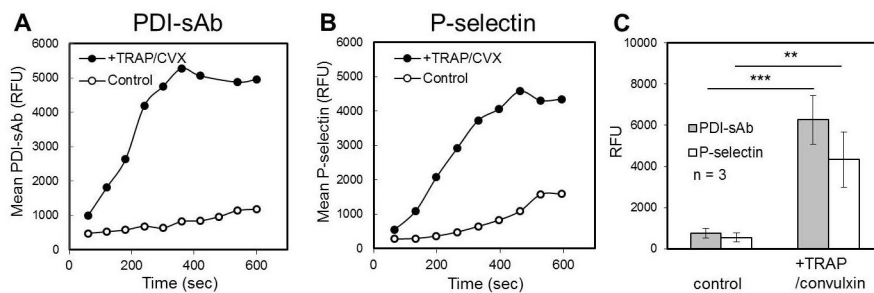 A PDI-sAb
Mean PDI-sAb (RFU)
6000
5000
4000
3000
2000
1000
0
+TRAP/CVX
Control
0 200 400 600
Time (sec)
B P-selectin
Mean P-selectin (RFU)
6000
5000
4000
3000
2000
1000
0
+TRAP/CVX
Control
0 200 400 600
Time (sec)
C
RFU
10000
8000
6000
4000
2000
0
**
***
PDI-sAb
P-selectin
n = 3
control
+TRAP
/convulxin